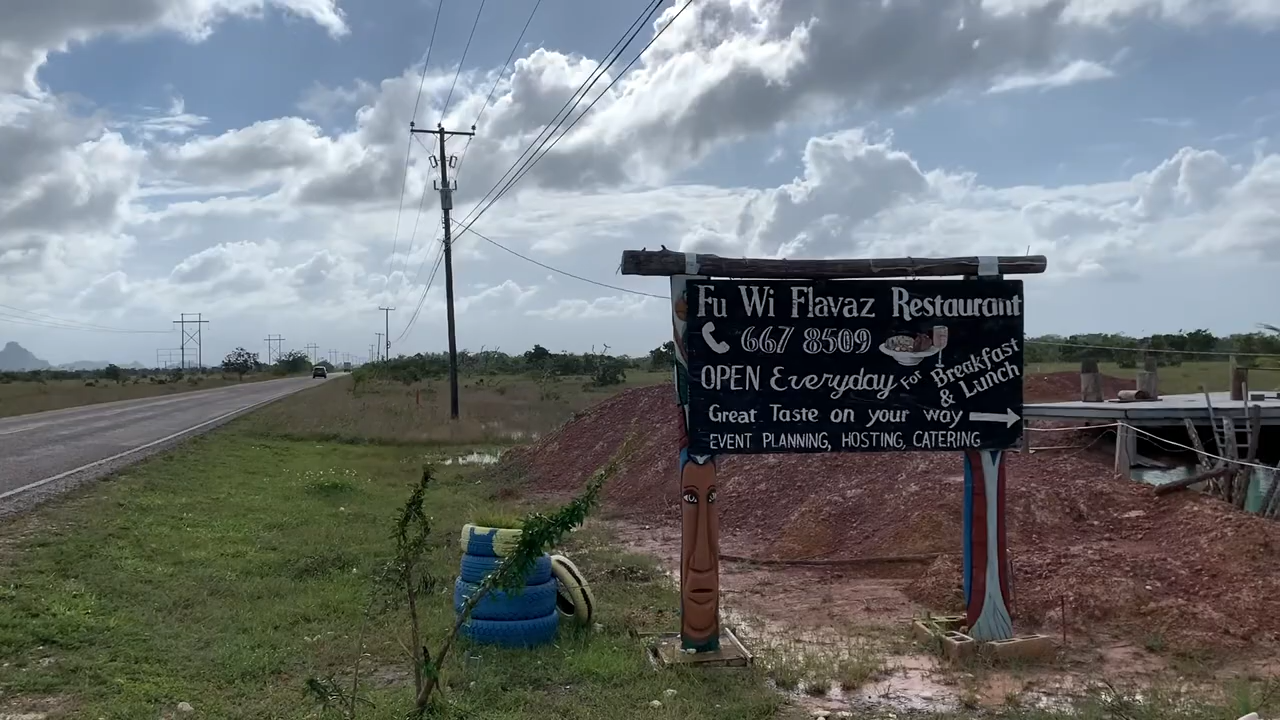 Fu Wi Flavaz Restaurant
667 8509
OPEN Everyday For Breakfast & Lunch
Great Taste on your way
EVENT PLANNING, HOSTING, CATERING